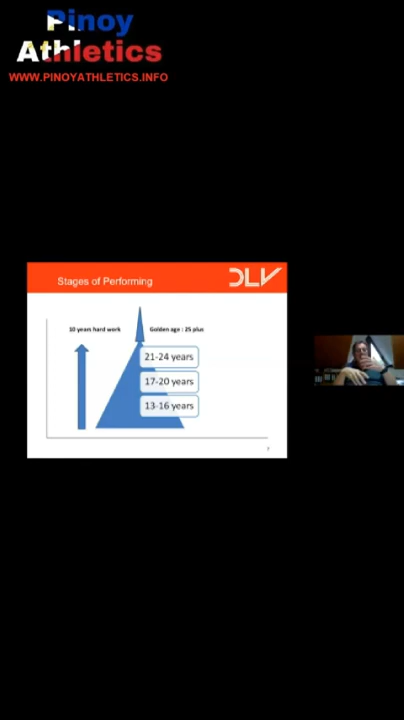 Pinoy
Athletics
WWW.PINOYATHLETICS.INFO
Stages of Performing
DLV
10 years hard work
Golden age : 25 plus
21-24 years
17-20 years
13-16 years